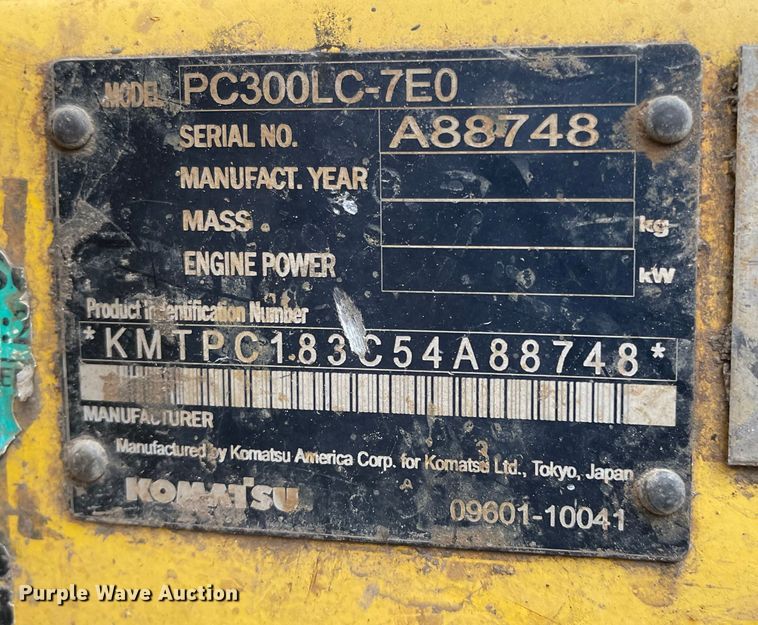 MODEL PC300LC-7E0
SERIAL NO. A88748
MANUFACT. YEAR
MASS kg
ENGINE POWER kW
Product identification Number
*KMTPC183C54A88748*
MANUFACTURER
Manufactured by Komatsu America Corp. for Komatsu Ltd., Tokyo, Japan
KOMATSU 09601-10041
Purple Wave Auction